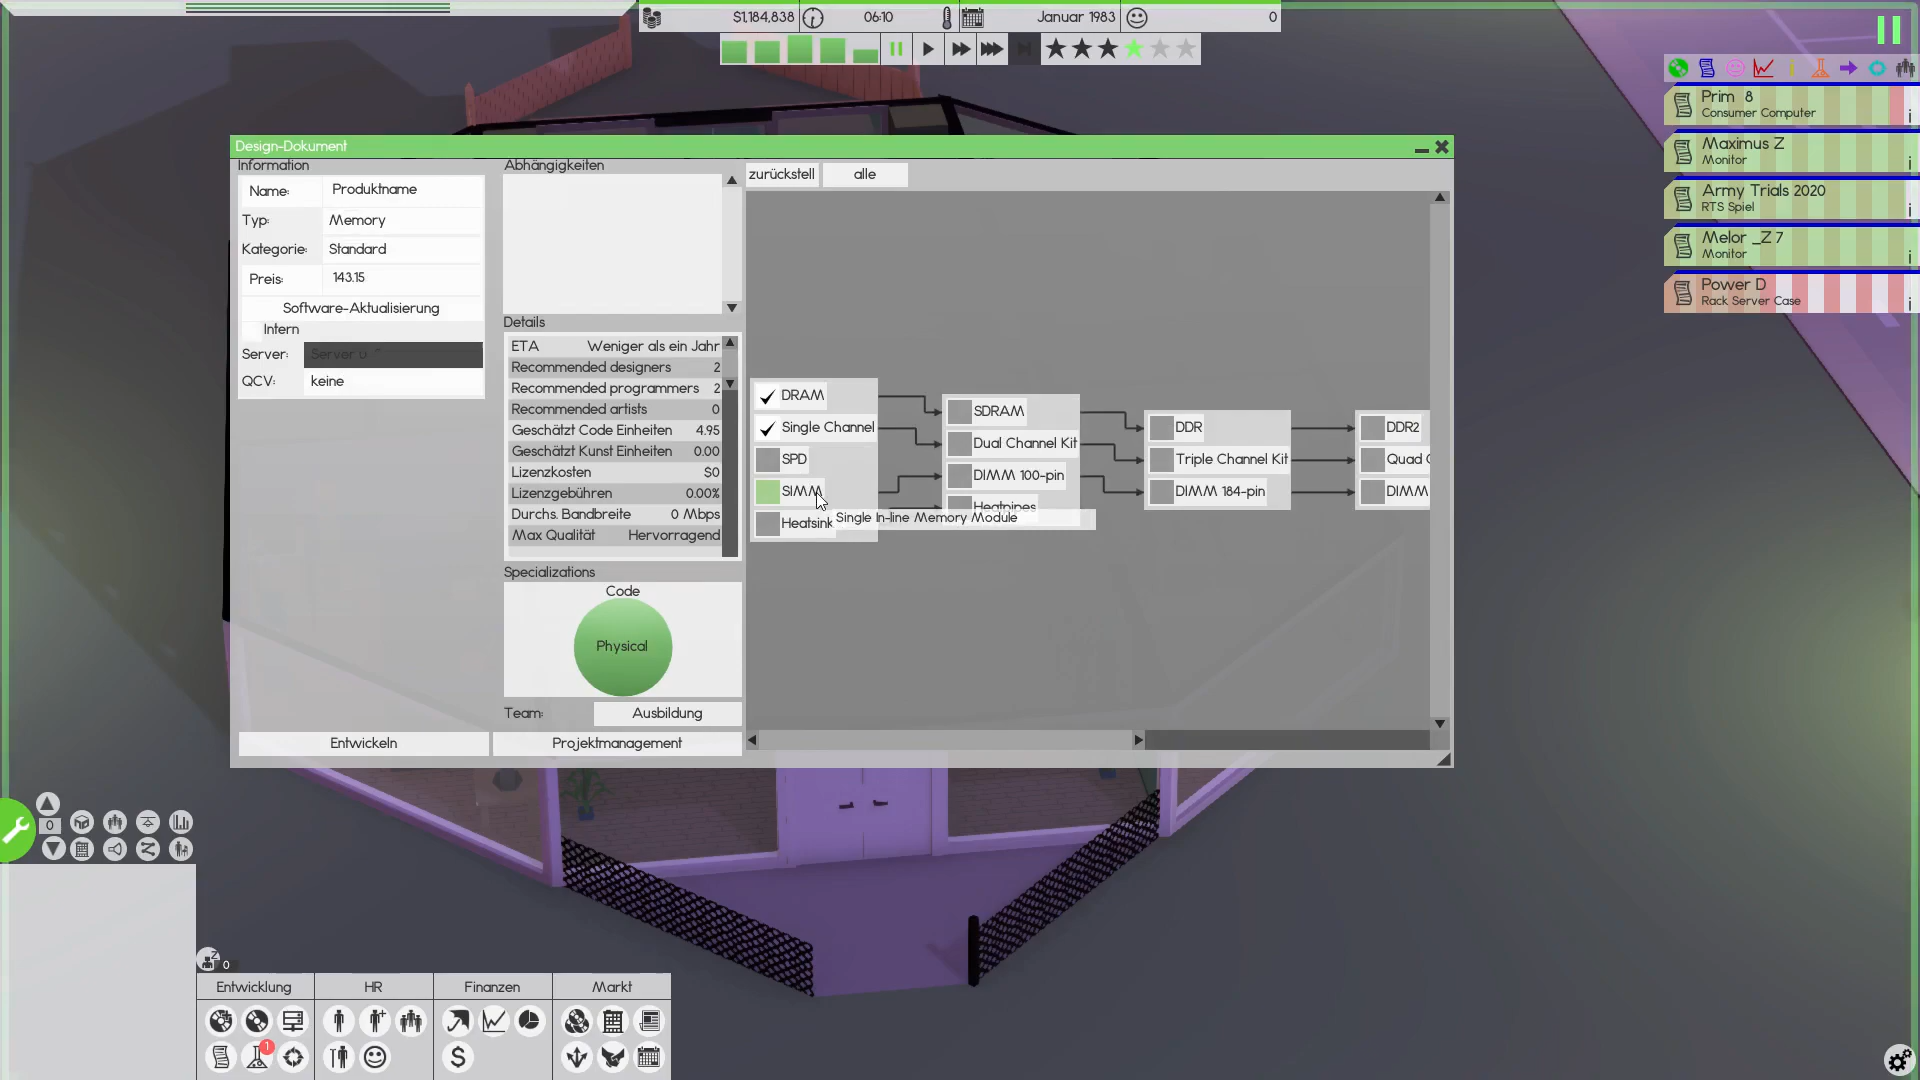 $1,184,838
06:10
Januar 1983
0
Prim 8
Consumer Computer
i
Maximus Z
Monitor
i
Army Trials 2020
RTS Spiel
i
Melor _Z 7
Monitor
i
Power D
Rack Server Case
i
Design-Dokument
Information
Name: Produktname
Typ: Memory
Kategorie: Standard
Preis: 143.15
Software-Aktualisierung
Intern
Server: Server
QCV: keine
Entwickeln
Abhängigkeiten
Details
ETA Weniger als ein Jahr
Recommended designers 2
Recommended programmers 2
Recommended artists 0
Geschätzt Code Einheiten 4.95
Geschätzt Kunst Einheiten 0.00
Lizenzkosten $0
Lizenzgebühren 0.00%
Durchs. Bandbreite 0 Mbps
Max Qualität Hervorragend
Specializations
Code
Physical
Team: Ausbildung
Projektmanagement
zurückstell alle
DRAM
Single Channel
SPD
SIMM
Heatsink
SDRAM
Dual Channel Kit
DIMM 100-pin
Heatpipes
Single In-line Memory Module
DDR
Triple Channel Kit
DIMM 184-pin
DDR2
Quad
DIMM
0
Z
0
Entwicklung HR Finanzen Markt
1